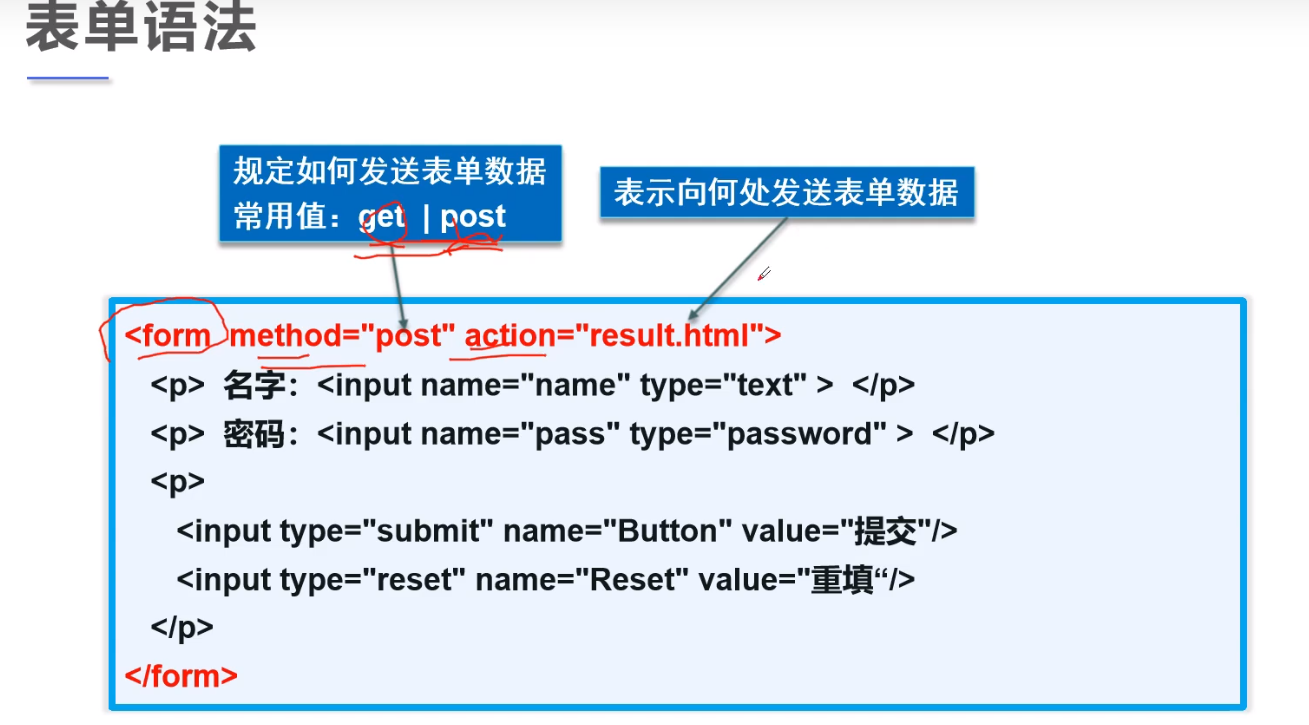 表单语法
规定如何发送表单数据
常用值：get | post
表示向何处发送表单数据
<form method="post" action="result.html">
<p> 名字：<input name="name" type="text" > </p>
<p> 密码：<input name="pass" type="password" > </p>
<p>
<input type="submit" name="Button" value="提交"/>
<input type="reset" name="Reset" value="重填“/>
</p>
</form>